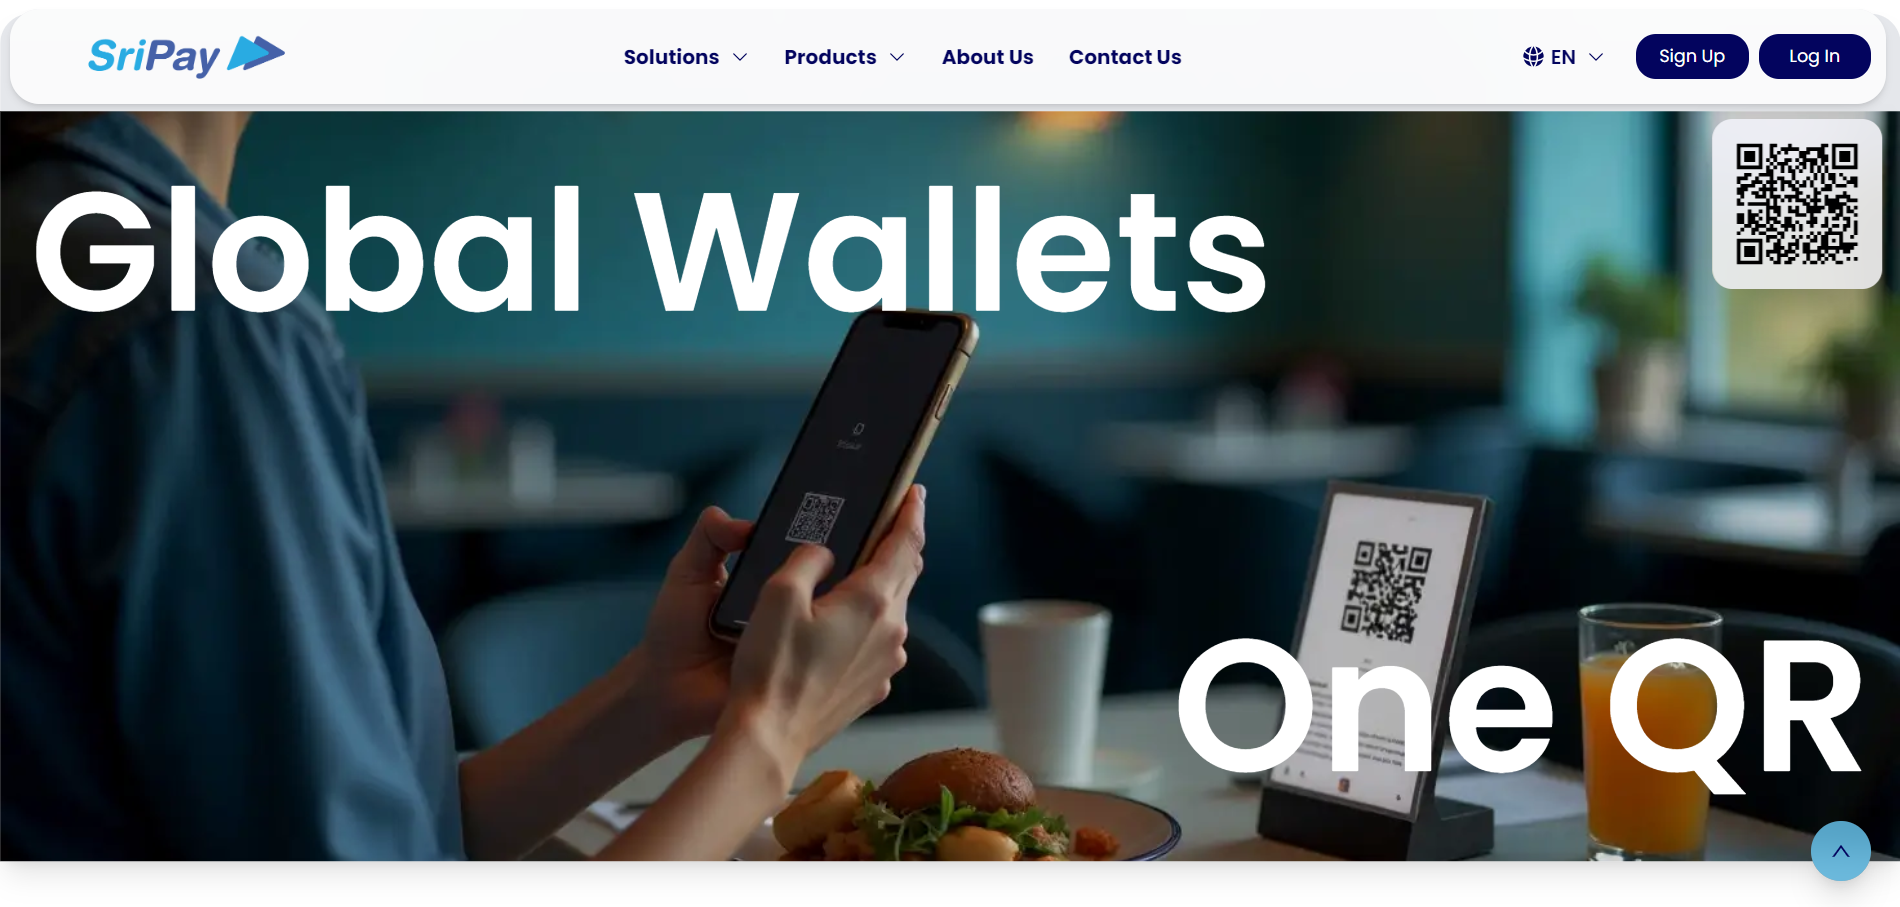 SriPay
Solutions
Products
About Us
Contact Us
EN
Sign Up
Log In
Global Wallets
One QR